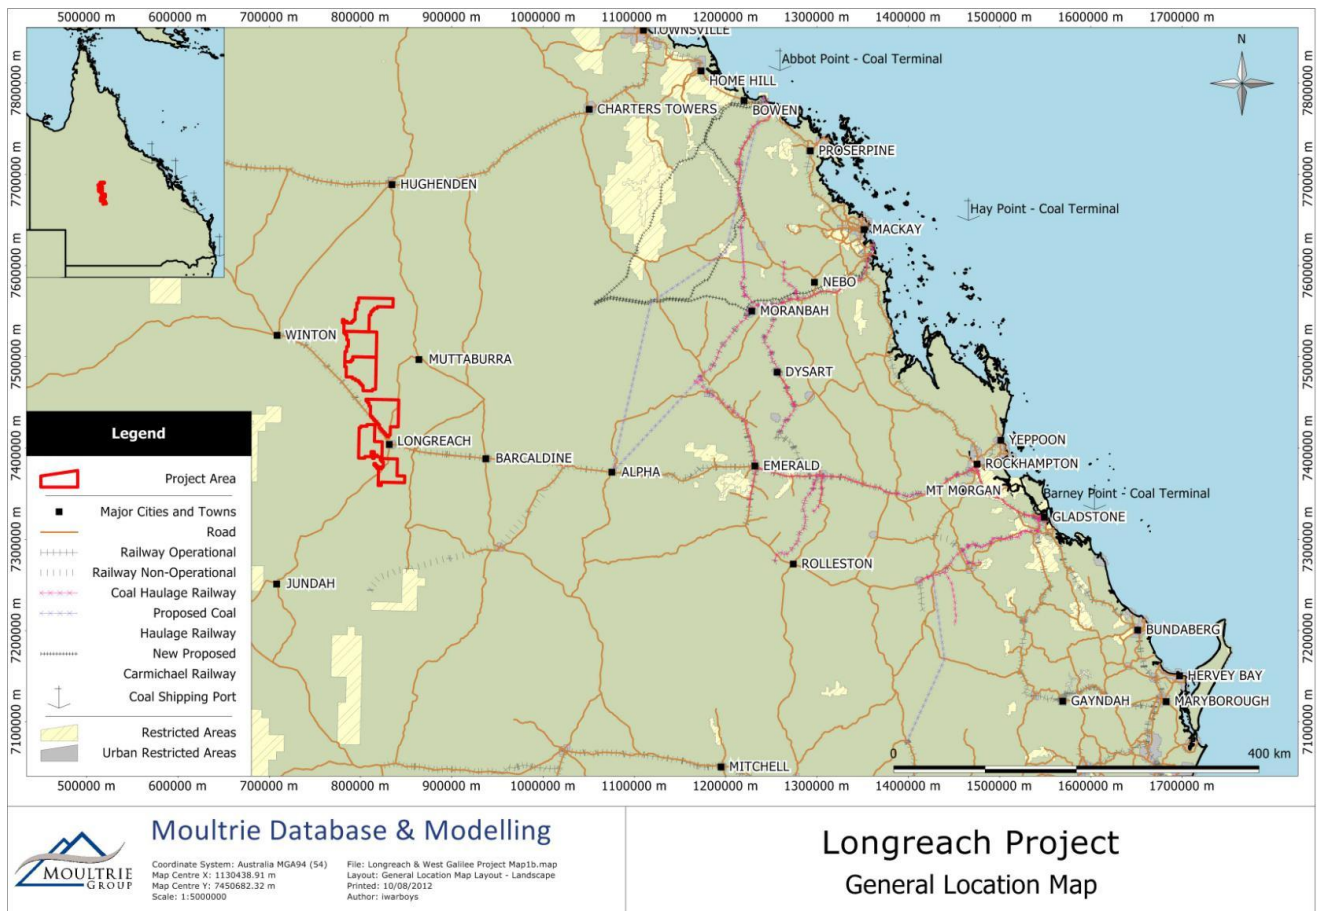 500000 m 600000 m 700000 m 800000 m 900000 m 1000000 m 1100000 m 1200000 m 1300000 m 1400000 m 1500000 m 1600000 m 1700000 m
7800000 m
7700000 m
7600000 m
7500000 m
7400000 m
7300000 m
7200000 m
7100000 m
7800000 m
7700000 m
7600000 m
7500000 m
7400000 m
7300000 m
7200000 m
7100000 m
N
TOWNSVILLE
Abbot Point - Coal Terminal
HOME HILL
CHARTERS TOWERS
BOWEN
PROSERPINE
HUGHENDEN
Hay Point - Coal Terminal
MACKAY
NEBO
MORANBAH
WINTON
MUTTABURRA
DYSART
LONGREACH
YEPPOON
BARCALDINE
ALPHA
EMERALD
ROCKHAMPTON
MT MORGAN
Barney Point - Coal Terminal
GLADSTONE
ROLLESTON
JUNDAH
BUNDABERG
HERVEY BAY
GAYNDAH
MARYBOROUGH
MITCHELL
0
400 km
Legend
Project Area
Major Cities and Towns
Road
Railway Operational
Railway Non-Operational
Coal Haulage Railway
Proposed Coal
Haulage Railway
New Proposed
Carmichael Railway
Coal Shipping Port
Restricted Areas
Urban Restricted Areas
500000 m 600000 m 700000 m 800000 m 900000 m 1000000 m 1100000 m 1200000 m 1300000 m 1400000 m 1500000 m 1600000 m 1700000 m
MOULTRIE
GROUP
Moultrie Database & Modelling
Coordinate System: Australia MGA94 (54)
Map Centre X: 1130438.91 m
Map Centre Y: 7450682.32 m
Scale: 1:5000000
File: Longreach & West Galilee Project Map1b.map
Layout: General Location Map Layout - Landscape
Printed: 10/08/2012
Author: iwarboys
Longreach Project
General Location Map